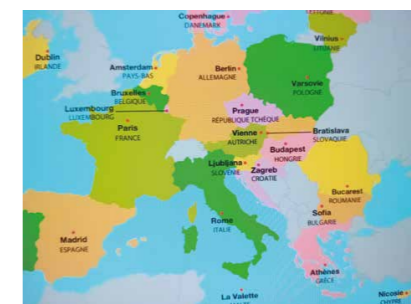 Copenhague
DANEMARK
LETTONIE
Vilnius
LITUANIE
Dublin
IRLANDE
Amsterdam
PAYS-BAS
Berlin
ALLEMAGNE
Varsovie
POLOGNE
Bruxelles
BELGIQUE
Luxembourg
LUXEMBOURG
Prague
RÉPUBLIQUE TCHÈQUE
Paris
FRANCE
Vienne
AUTRICHE
Bratislava
SLOVAQUIE
Budapest
HONGRIE
Ljubljana
SLOVÉNIE
Zagreb
CROATIE
Bucarest
ROUMANIE
Rome
ITALIE
Sofia
BULGARIE
Madrid
ESPAGNE
Athènes
GRÈCE
La Valette
Nicosie